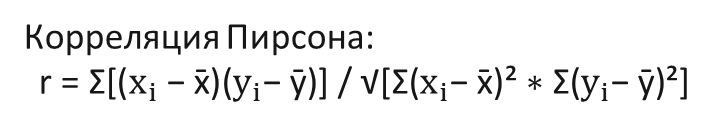 Корреляция Пирсона:
r = Σ[(xᵢ – x̄)(yᵢ– ȳ)] / √[Σ(xᵢ– x̄)² * Σ(yᵢ– ȳ)²]